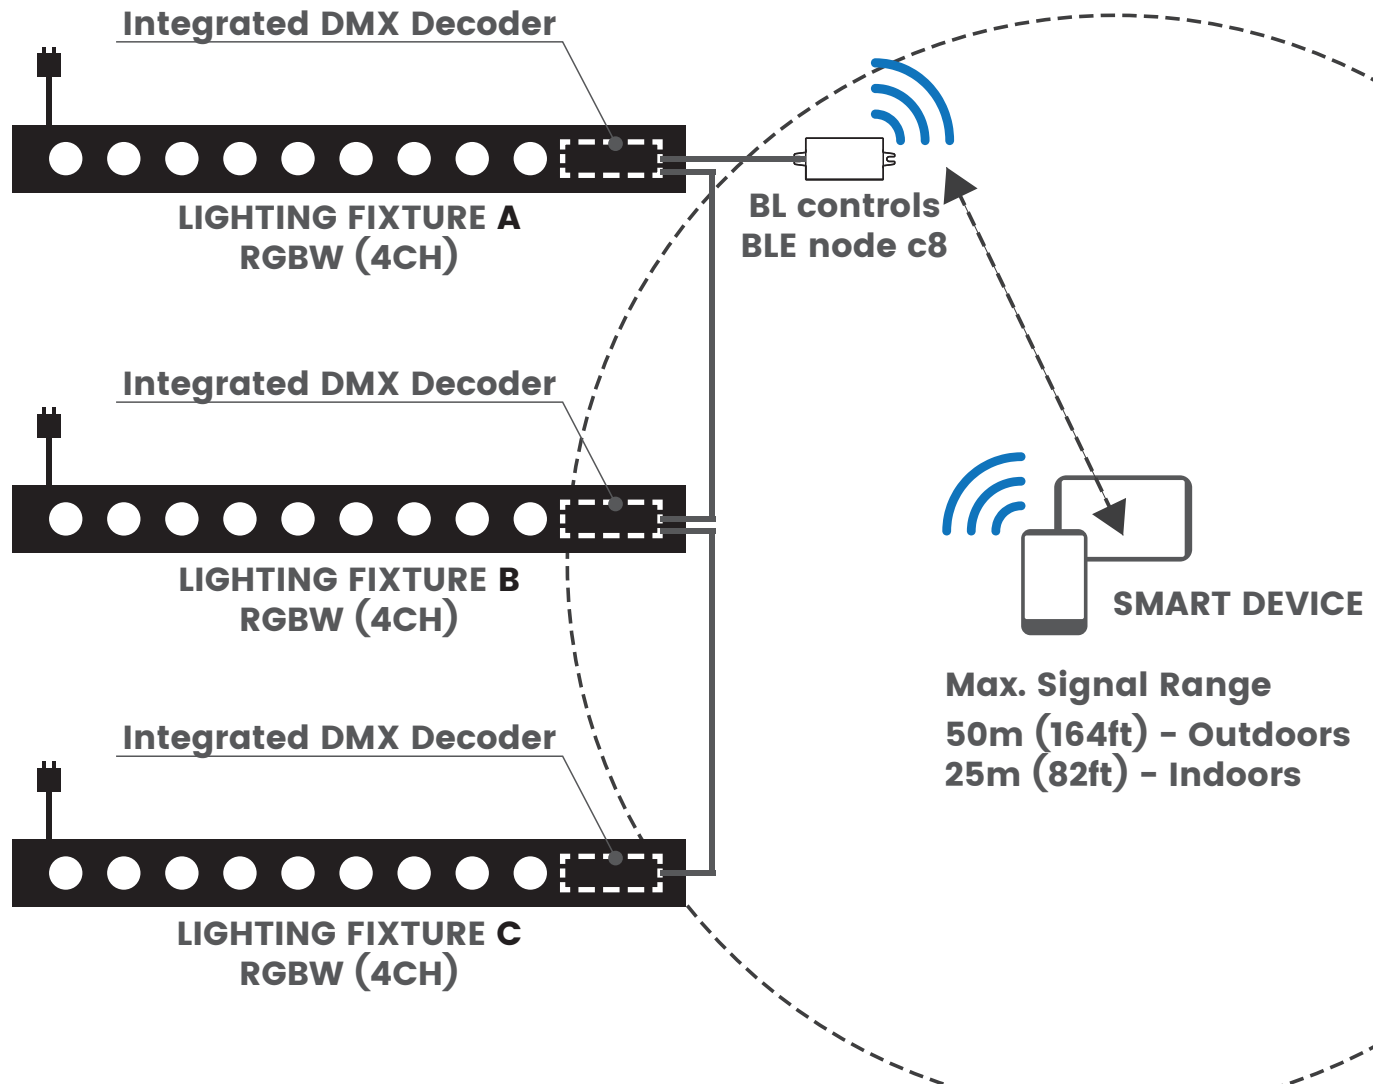 Integrated DMX Decoder
LIGHTING FIXTURE A
RGBW (4CH)
BL controls
BLE node c8
Integrated DMX Decoder
LIGHTING FIXTURE B
RGBW (4CH)
SMART DEVICE
Max. Signal Range
50m (164ft) - Outdoors
25m (82ft) - Indoors
Integrated DMX Decoder
LIGHTING FIXTURE C
RGBW (4CH)